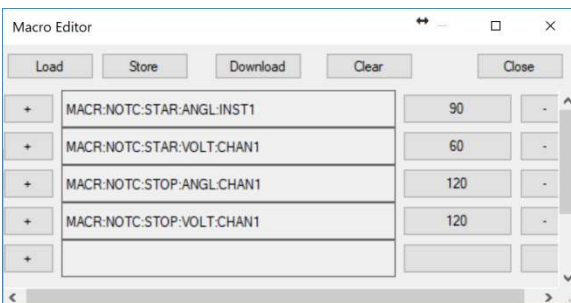 Macro Editor
Load Store Download Clear Close
+ MACR:NOTC:STAR:ANGL:INST1 90 -
+ MACR:NOTC:STAR:VOLT:CHAN1 60 -
+ MACR:NOTC:STOP:ANGL:CHAN1 120 -
+ MACR:NOTC:STOP:VOLT:CHAN1 120 -
+